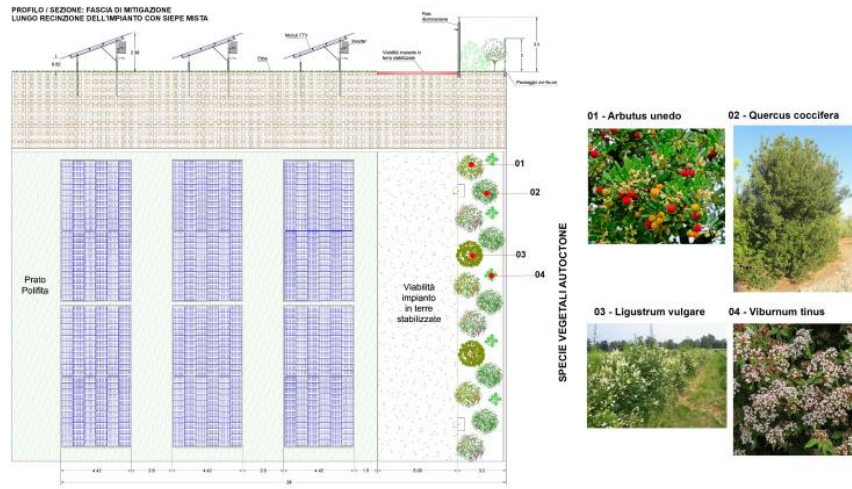 PROFILO / SEZIONE: FASCIA DI MITIGAZIONE
LUNGO RECINZIONE DELL'IMPIANTO CON SIEPE MISTA
Moduli FTV
Inverter
Viabilità impianto in
terre stabilizzate
01
02
03
04
Prato
Polifita
Viabilità
impianto
in terre
stabilizzate
4.42
4.42
4.42
SPECIE VEGETALI AUTOCTONE
01 - Arbutus unedo
02 - Quercus coccifera
03 - Ligustrum vulgare
04 - Viburnum tinus